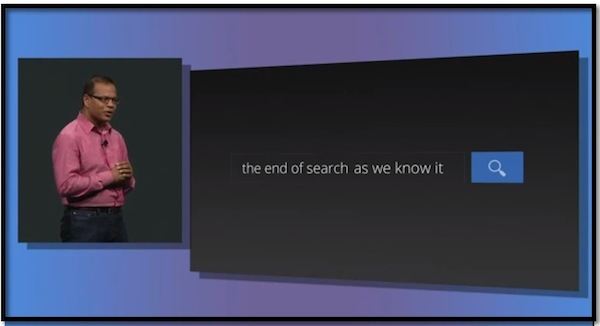 the end of search as we know it